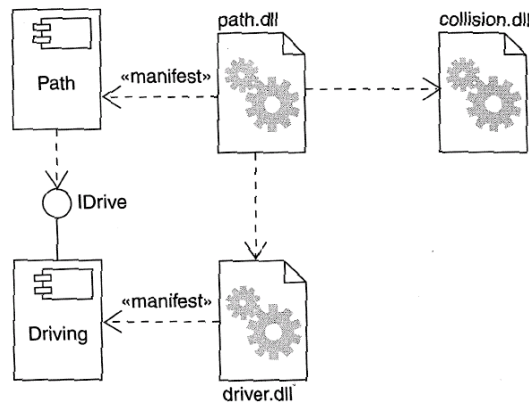 path.dll
collision.dll
Path
«manifest»
IDrive
Driving
«manifest»
driver.dll